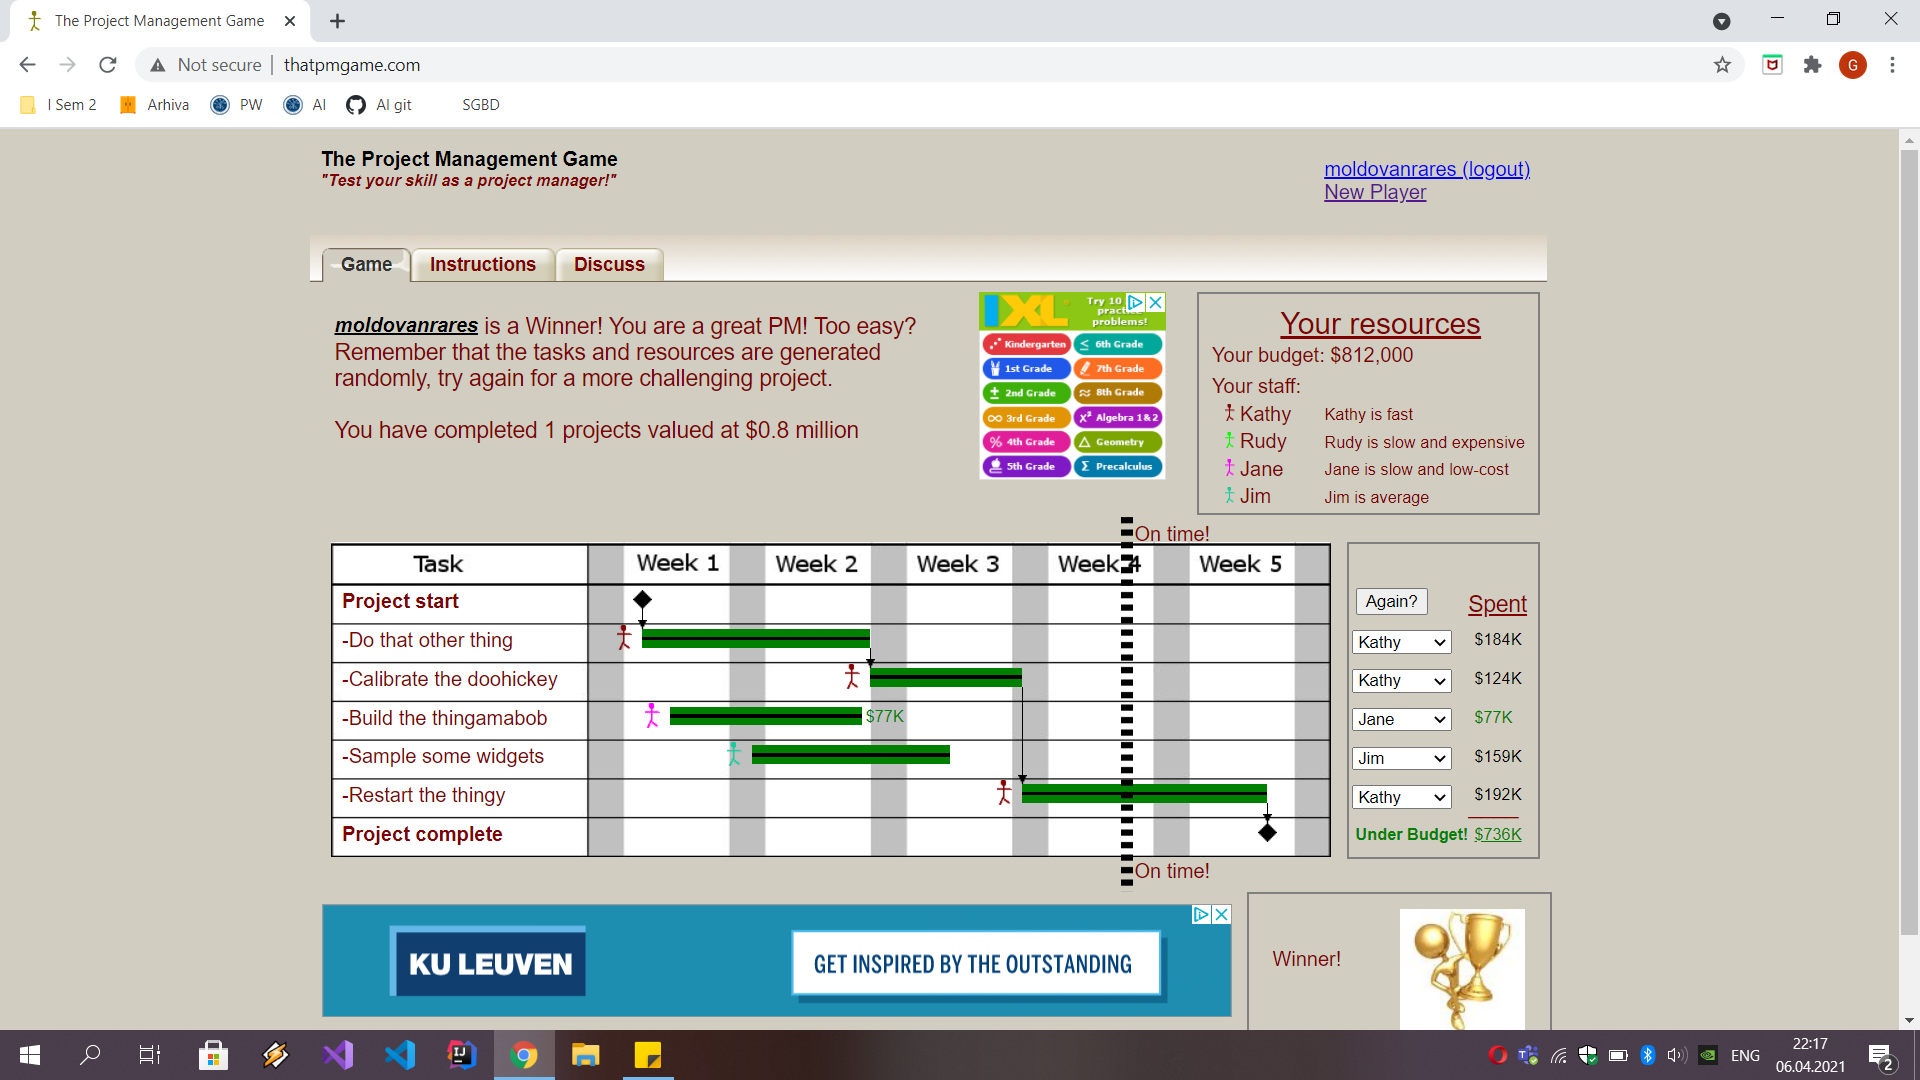 The Project Management Game
Not secure | thatpmgame.com
G
I Sem 2 Arhiva PW AI AI git SGBD
The Project Management Game
"Test your skill as a project manager!"
moldovanrares (logout)
New Player
Game Instructions Discuss
moldovanrares is a Winner! You are a great PM! Too easy?
Remember that the tasks and resources are generated
randomly, try again for a more challenging project.
You have completed 1 projects valued at $0.8 million
IXL
Try 10
problems!
Kindergarten 6th Grade
1st Grade 7th Grade
2nd Grade 8th Grade
3rd Grade Algebra 1&2
4th Grade Geometry
5th Grade Precalculus
Your resources
Your budget: $812,000
Your staff:
Kathy Kathy is fast
Rudy Rudy is slow and expensive
Jane Jane is slow and low-cost
Jim Jim is average
On time!
Task Week 1 Week 2 Week 3 Week 4 Week 5
Project start
-Do that other thing
-Calibrate the doohickey
-Build the thingamabob $77K
-Sample some widgets
-Restart the thingy
Project complete
On time!
Again? Spent
Kathy $184K
Kathy $124K
Jane $77K
Jim $159K
Kathy $192K
Under Budget! $736K
KU LEUVEN
GET INSPIRED BY THE OUTSTANDING
Winner!
ENG
22:17
06.04.2021
2